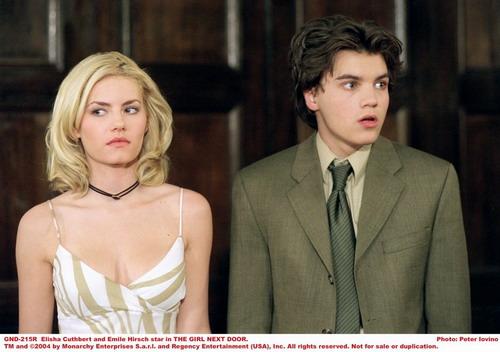 GND-215R Elisha Cuthbert and Emile Hirsch star in THE GIRL NEXT DOOR. Photo: Peter Iovino
TM and ©2004 by Monarchy Enterprises S.a.r.l. and Regency Entertainment (USA), Inc. All rights reserved. Not for sale or duplication.